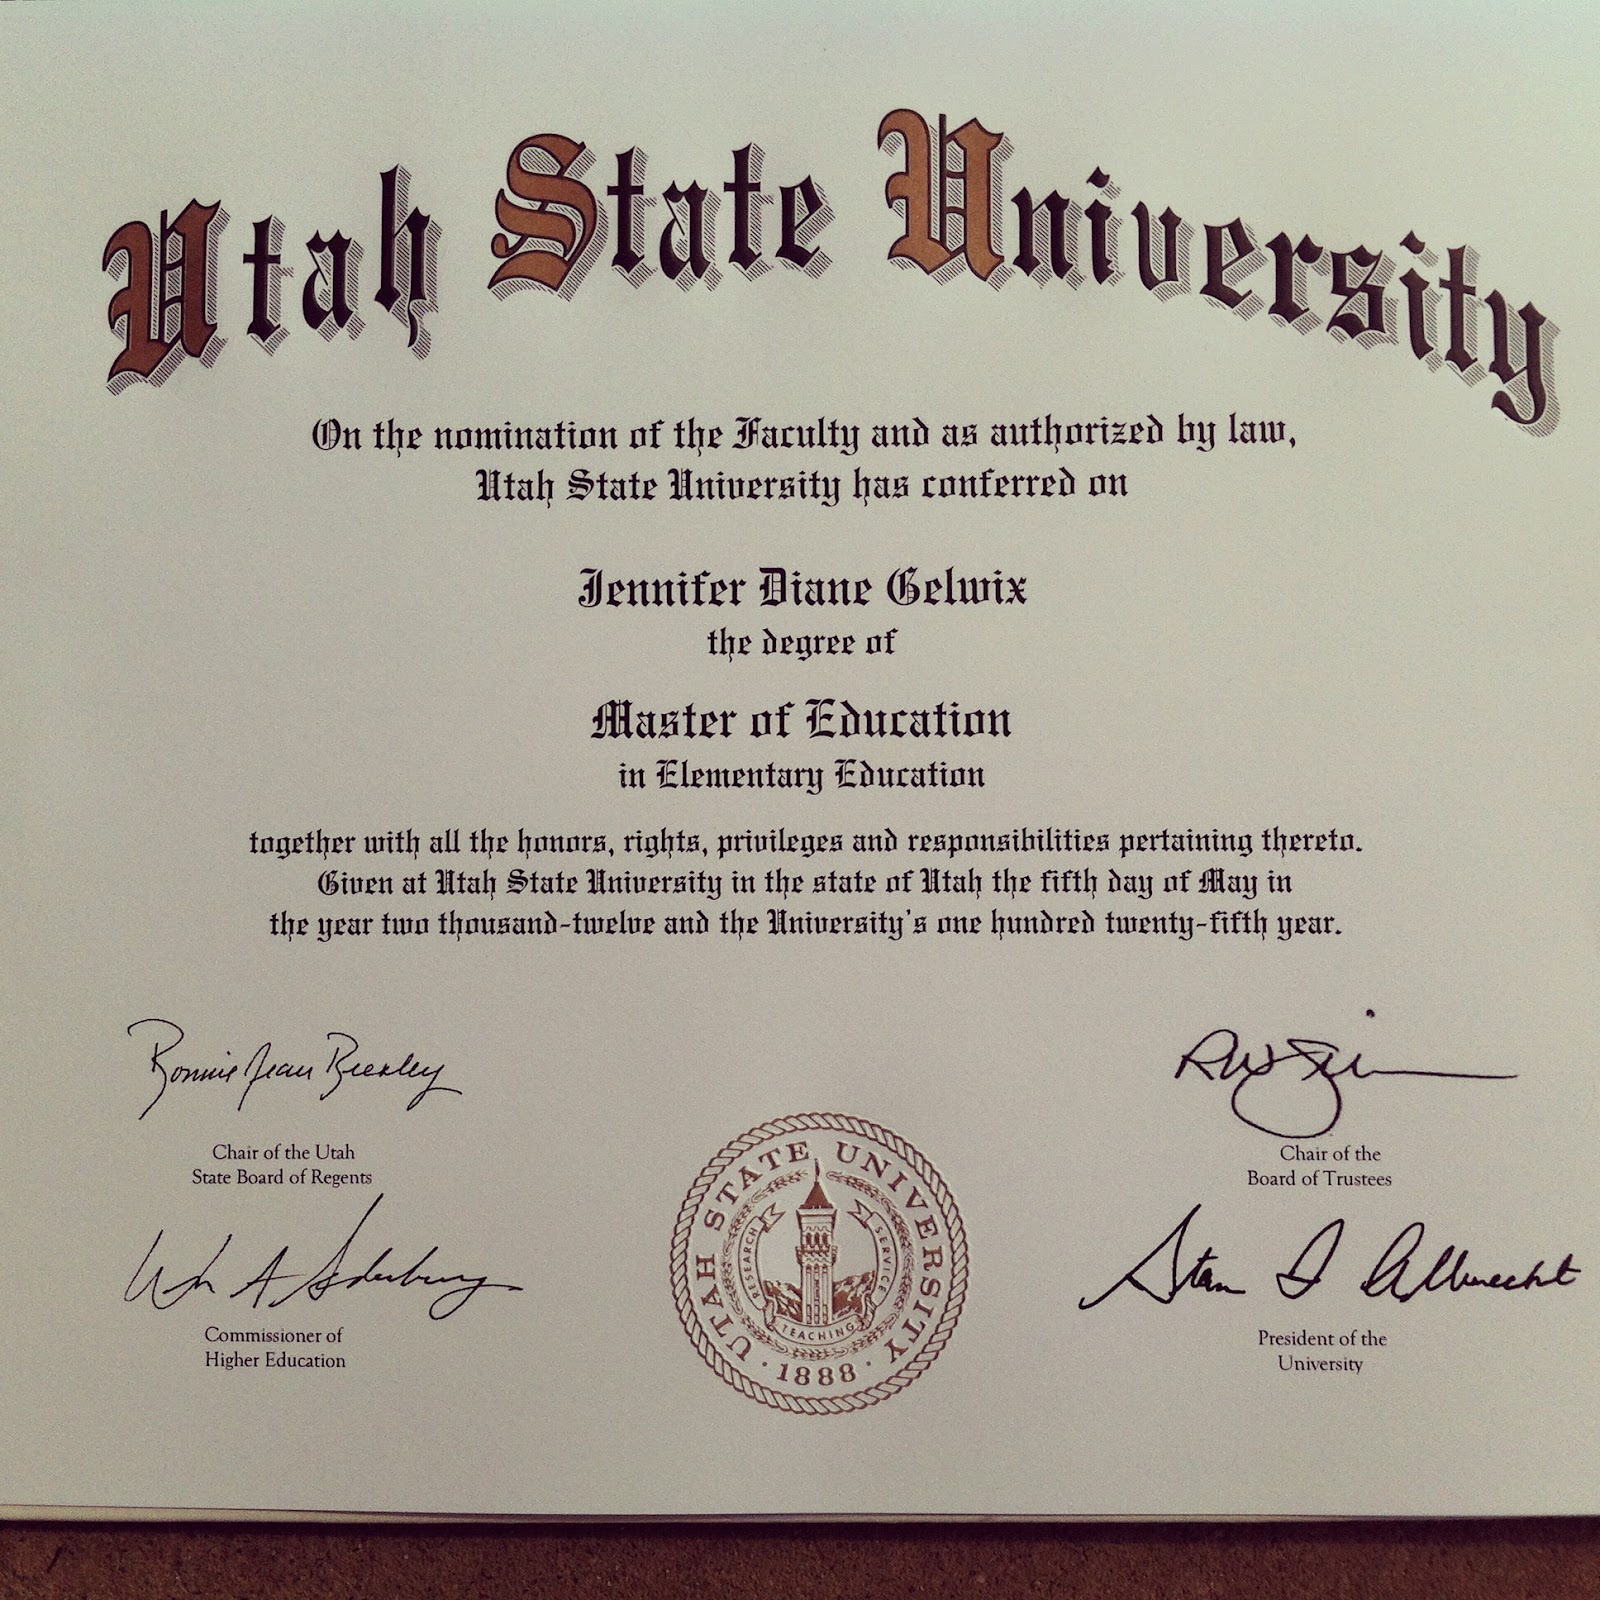 Utah State University
On the nomination of the Faculty and as authorized by law,
Utah State University has conferred on
Jennifer Diane Gelwix
the degree of
Master of Education
in Elementary Education
together with all the honors, rights, privileges and responsibilities pertaining thereto.
Given at Utah State University in the state of Utah the fifth day of May in
the year two thousand-twelve and the University's one hundred twenty-fifth year.
Bonnie Jean Beesley
Chair of the Utah
State Board of Regents
Chair of the
Board of Trustees
Commissioner of
Higher Education
Stan L Albrecht
President of the
University
UTAH STATE UNIVERSITY
RESEARCH
SERVICE
TEACHING
· 1888 ·